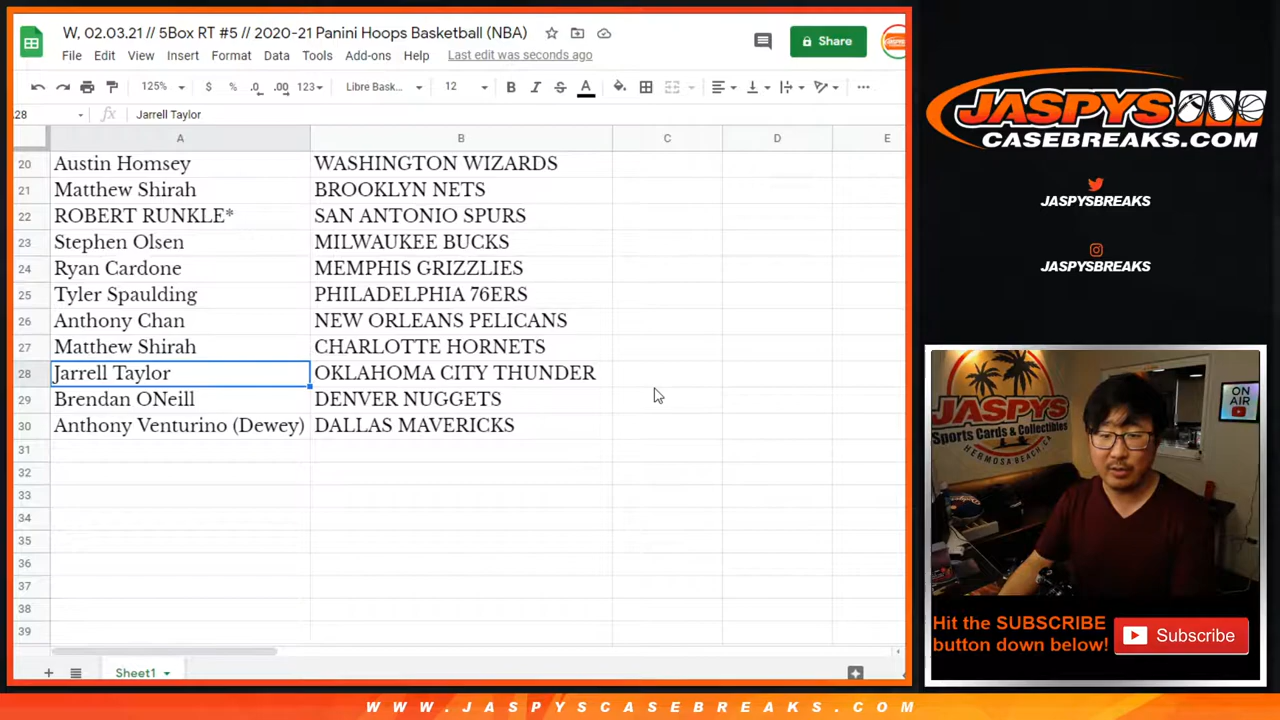 W, 02.03.21 // 5Box RT #5 // 2020-21 Panini Hoops Basketball (NBA)
File Edit View Insert Format Data Tools Add-ons Help Last edit was seconds ago
Share
125% $ % .0 .00 123 Libre Bask... 12 B I S A
28 fx Jarrell Taylor
A B C D E
20 Austin Homsey WASHINGTON WIZARDS
21 Matthew Shirah BROOKLYN NETS
22 ROBERT RUNKLE* SAN ANTONIO SPURS
23 Stephen Olsen MILWAUKEE BUCKS
24 Ryan Cardone MEMPHIS GRIZZLIES
25 Tyler Spaulding PHILADELPHIA 76ERS
26 Anthony Chan NEW ORLEANS PELICANS
27 Matthew Shirah CHARLOTTE HORNETS
28 Jarrell Taylor OKLAHOMA CITY THUNDER
29 Brendan ONeill DENVER NUGGETS
30 Anthony Venturino (Dewey) DALLAS MAVERICKS
31
32
33
34
35
36
37
38
39
Sheet1
JASPYS
CASEBREAKS.COM
JASPYSBREAKS
JASPYSBREAKS
JASPYS
Sports Cards & Collectibles
HERMOSA BEACH, CA
ON
AIR
Hit the SUBSCRIBE
button down below!
Subscribe
WWW.JASPYSCASEBREAKS.COM